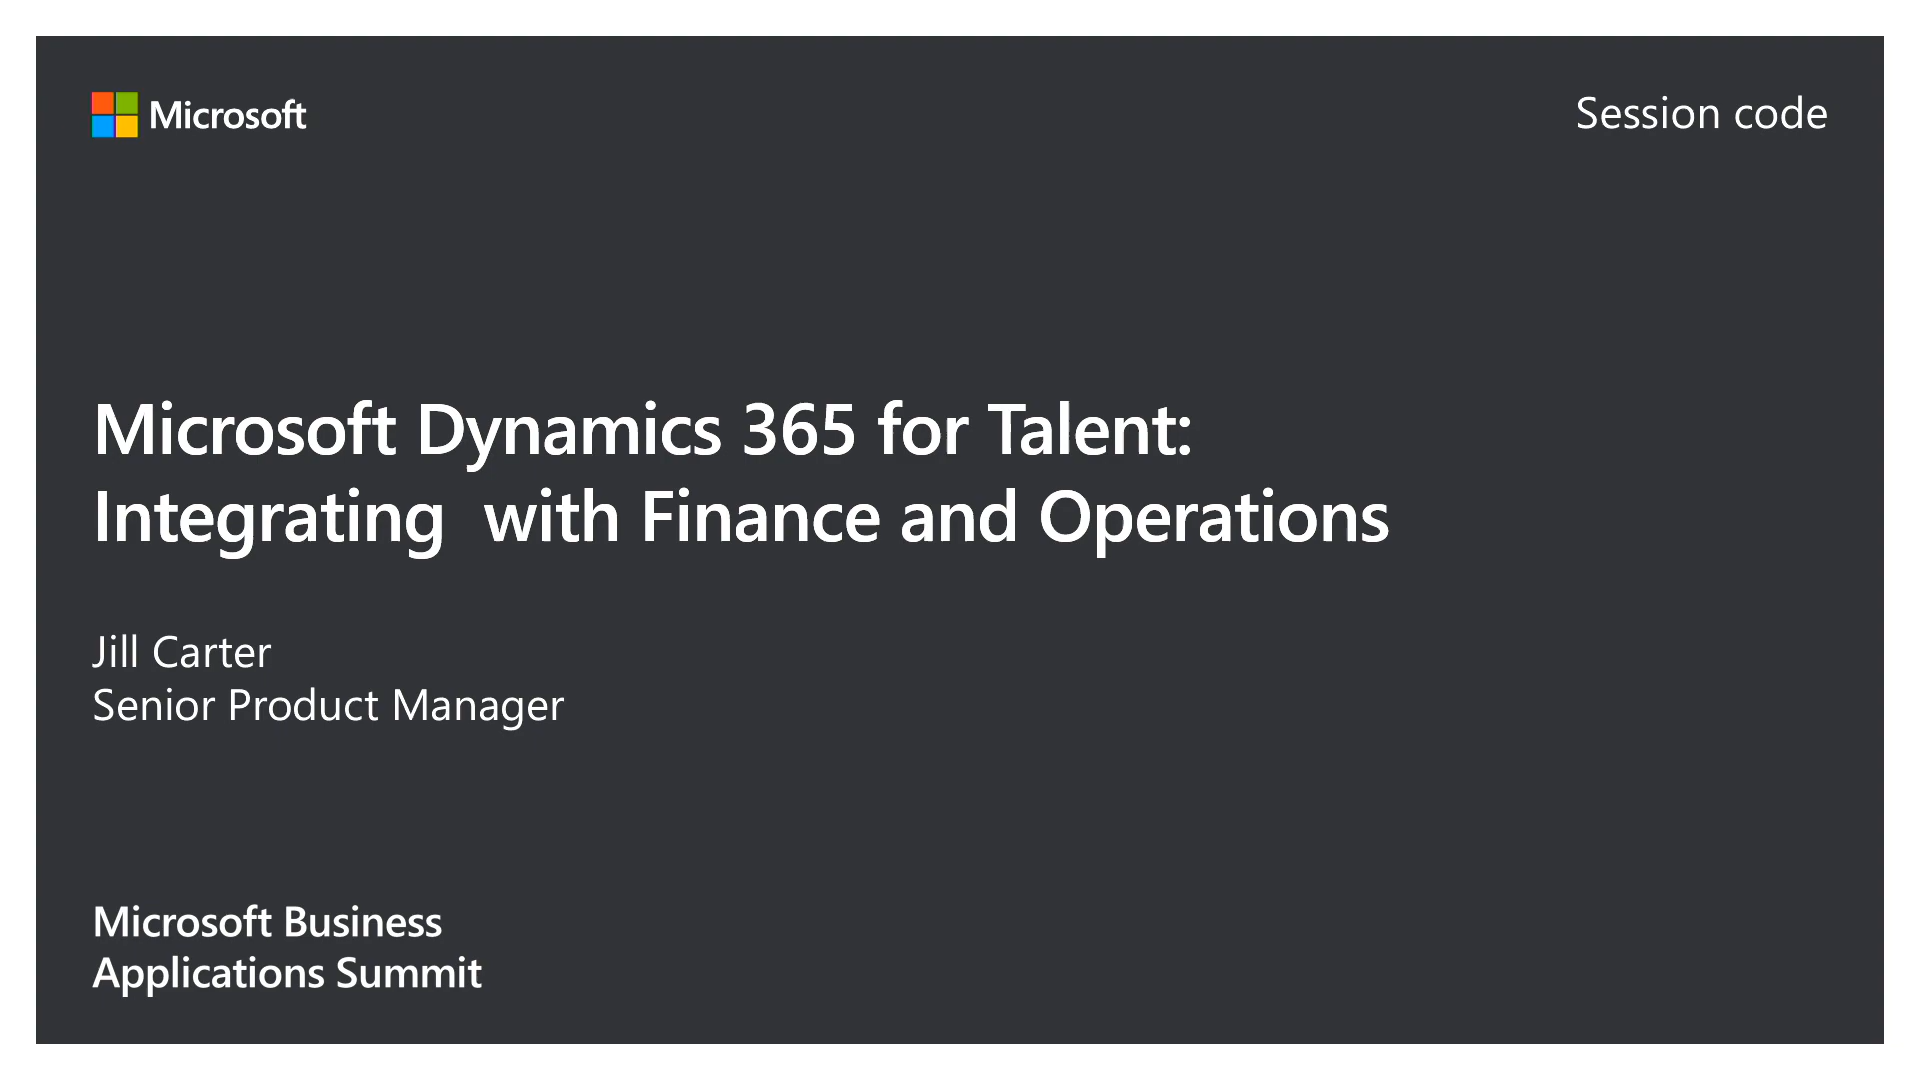 Microsoft
Session code
Microsoft Dynamics 365 for Talent:
Integrating  with Finance and Operations
Jill Carter
Senior Product Manager
Microsoft Business
Applications Summit